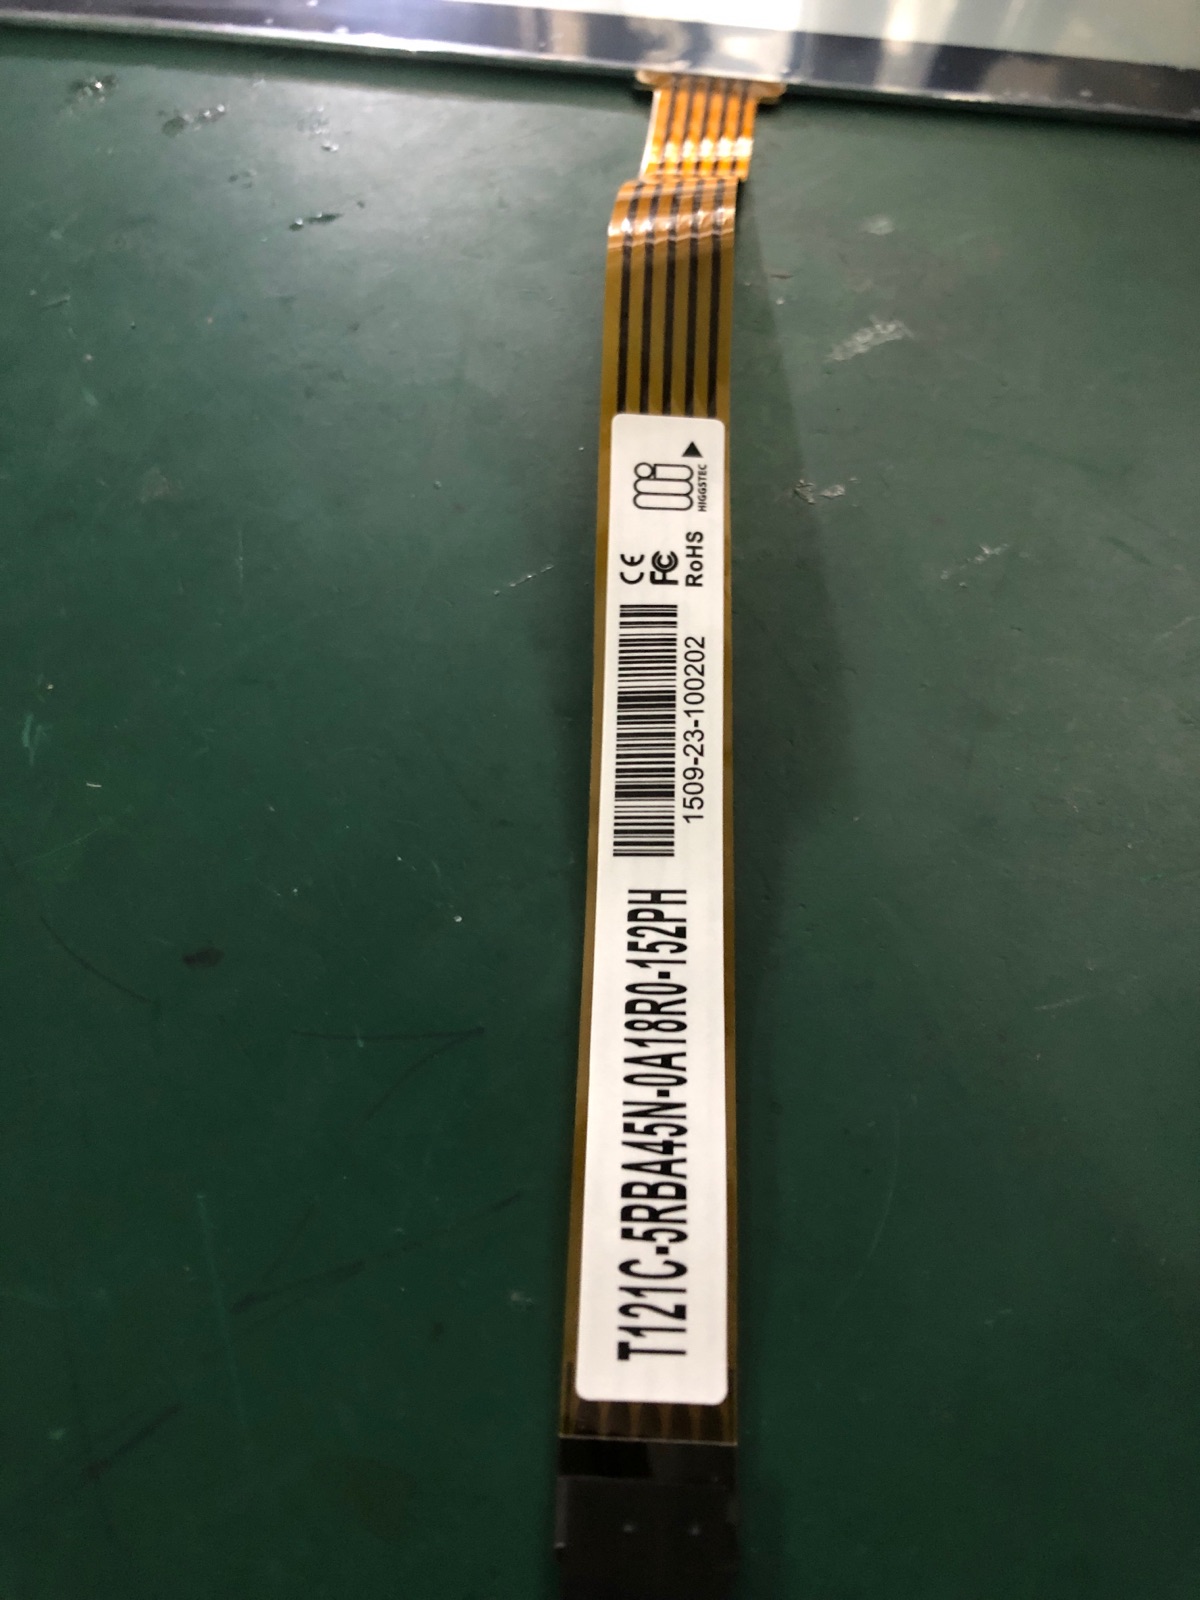 T121C-5RBA45N-0A18R0-152PH
1509-23-100202
CE
FC
RoHS
HIGGSTEC